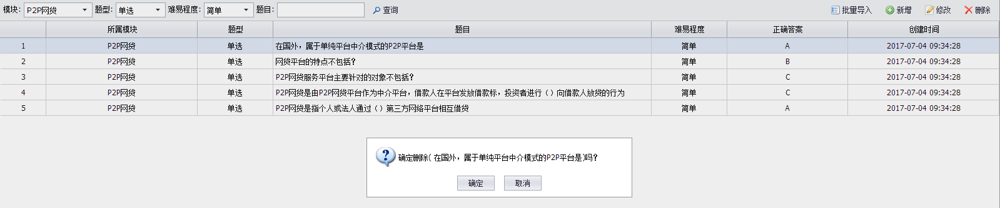 模块: P2P网贷 题型: 单选 难易程度: 简单 题目: 查询 批量导入 新增 修改 删除
所属模块 题型 题目 难易程度 正确答案 创建时间
1 P2P网贷 单选 在国外，属于单纯平台中介模式的P2P平台是 简单 A 2017-07-04 09:34:28
2 P2P网贷 单选 网贷平台的特点不包括? 简单 B 2017-07-04 09:34:28
3 P2P网贷 单选 P2P网贷服务平台主要针对的对象不包括? 简单 C 2017-07-04 09:34:28
4 P2P网贷 单选 P2P网贷是由P2P网贷平台作为中介平台，借款人在平台发放借款标，投资者进行（）向借款人放贷的行为 简单 C 2017-07-04 09:34:28
5 P2P网贷 单选 P2P网贷是指个人或法人通过（）第三方网络平台相互借贷 简单 A 2017-07-04 09:34:28
确定删除( 在国外，属于单纯平台中介模式的P2P平台是)吗?
确定 取消